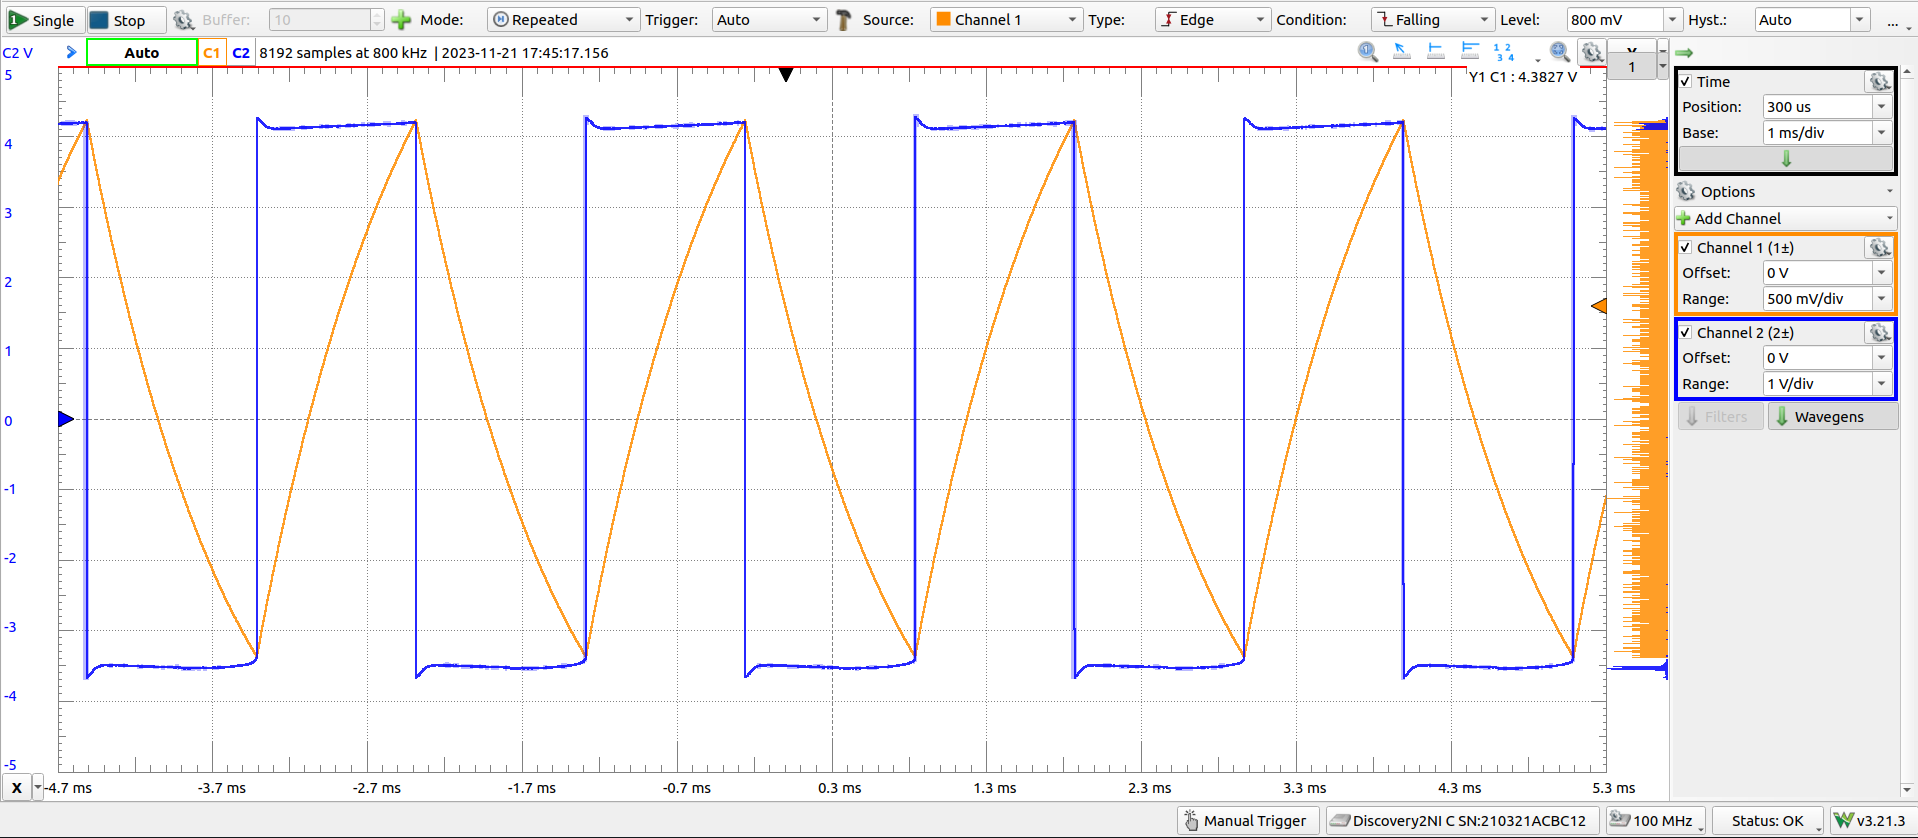 Single Stop Buffer: 10 Mode: Repeated Trigger: Auto Source: Channel 1 Type: Edge Condition: Falling Level: 800 mV Hyst.: Auto ...
C2 V Auto C1 C2 8192 samples at 800 kHz | 2023-11-21 17:45:17.156
Y
1
Y1 C1 : 4.3827 V
5
4
3
2
1
0
-1
-2
-3
-4
-5
X -4.7 ms -3.7 ms -2.7 ms -1.7 ms -0.7 ms 0.3 ms 1.3 ms 2.3 ms 3.3 ms 4.3 ms 5.3 ms
Time
Position: 300 us
Base: 1 ms/div
Options
Add Channel
Channel 1 (1±)
Offset: 0 V
Range: 500 mV/div
Channel 2 (2±)
Offset: 0 V
Range: 1 V/div
Filters Wavegens
Manual Trigger Discovery2NI C SN:210321ACBC12 100 MHz Status: OK v3.21.3